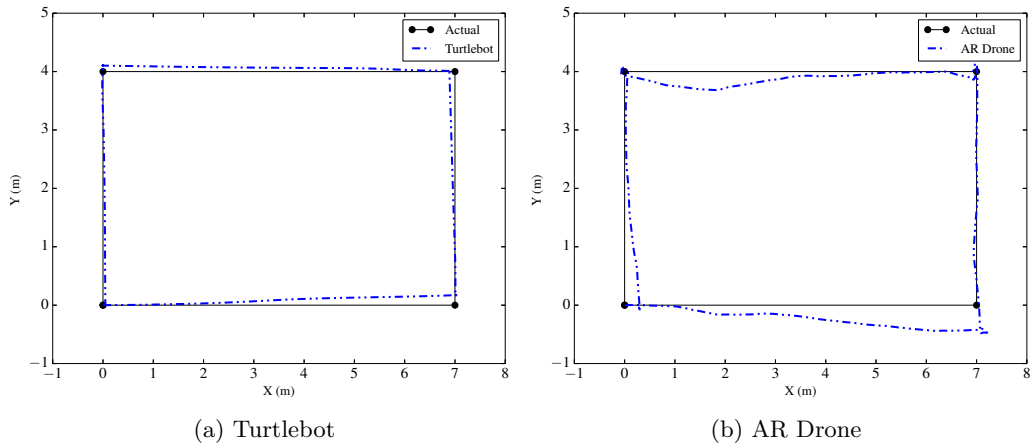 5
4
3
2
1
0
−1
Y (m)
−1 0 1 2 3 4 5 6 7 8
X (m)
Actual
Turtlebot
(a) Turtlebot
5
4
3
2
1
0
−1
Y (m)
−1 0 1 2 3 4 5 6 7 8
X (m)
Actual
AR Drone
(b) AR Drone